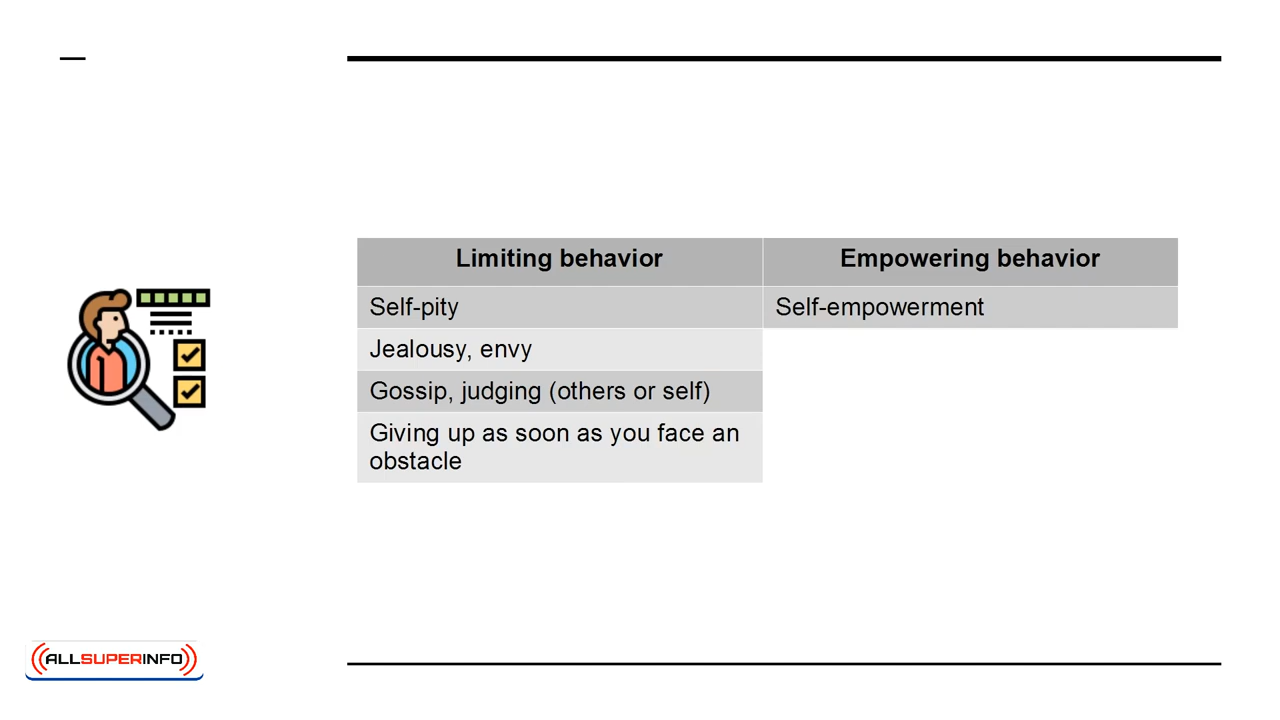 Limiting behavior
Empowering behavior
Self-pity
Self-empowerment
Jealousy, envy
Gossip, judging (others or self)
Giving up as soon as you face an
obstacle
ALLSUPERINFO